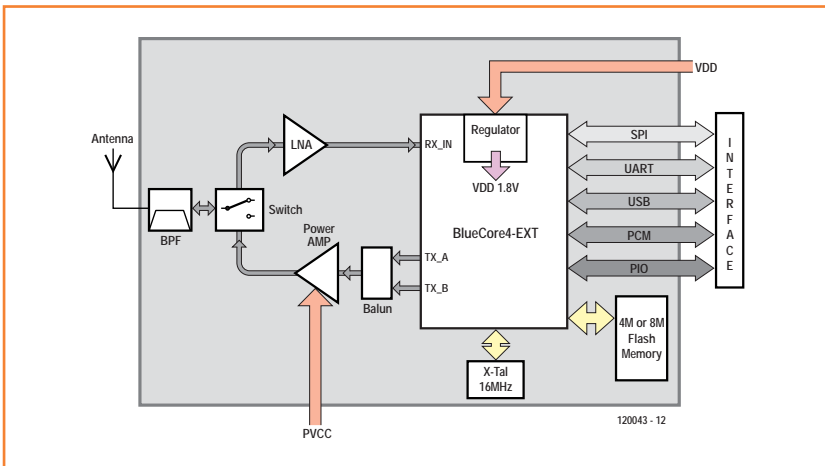 VDD
Antenna
LNA
RX_IN
Regulator
VDD 1.8V
BlueCore4-EXT
SPI
UART
USB
PCM
PIO
INTERFACE
Switch
BPF
Power
AMP
Balun
TX_A
TX_B
X-Tal
16MHz
4M or 8M
Flash
Memory
PVCC
120043 - 12